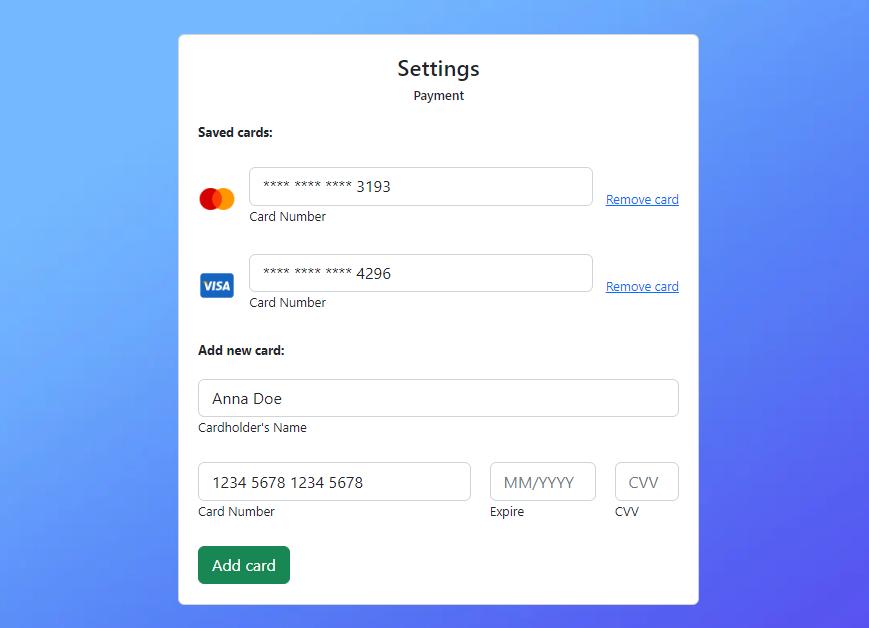 Settings
Payment
Saved cards:
**** **** **** 3193
Card Number
Remove card
VISA
**** **** **** 4296
Card Number
Remove card
Add new card:
Anna Doe
Cardholder's Name
1234 5678 1234 5678 MM/YYYY CVV
Card Number Expire CVV
Add card